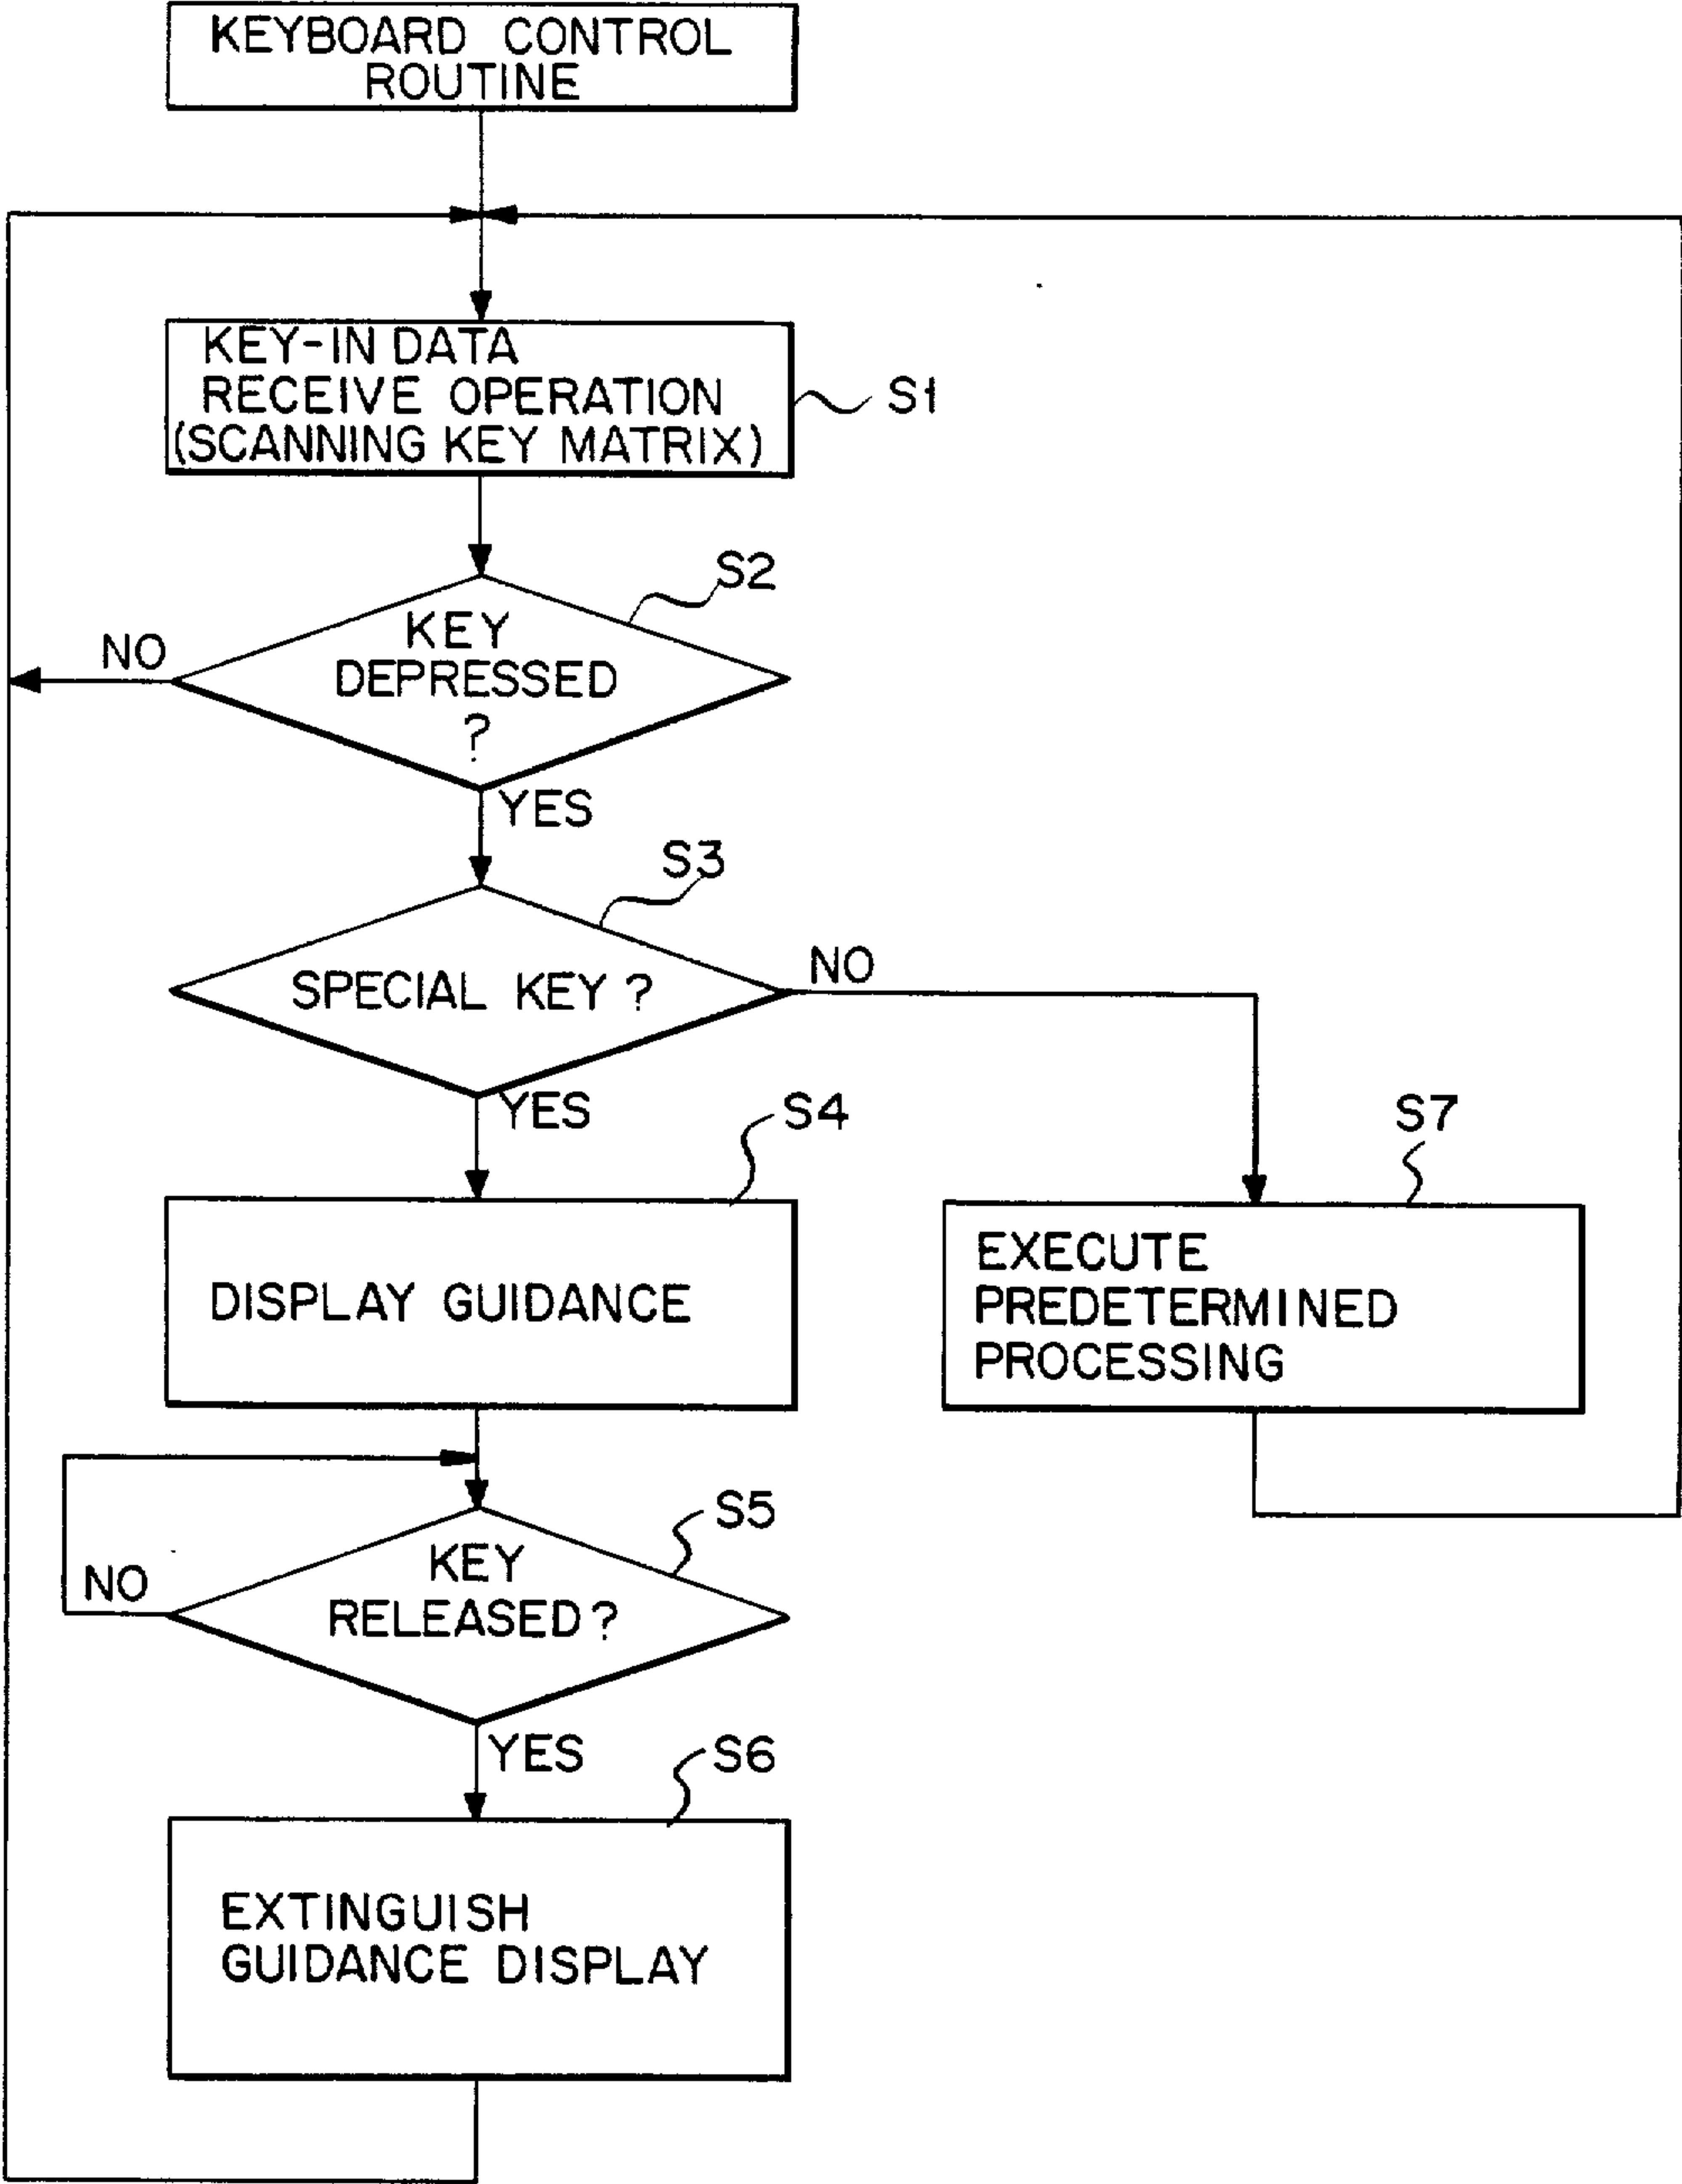 KEYBOARD CONTROL
ROUTINE
KEY-IN DATA
RECEIVE OPERATION
(SCANNING KEY MATRIX)
S1
S2
KEY
DEPRESSED
?
NO
YES
S3
SPECIAL KEY ?
NO
YES
S4
DISPLAY GUIDANCE
S7
EXECUTE
PREDETERMINED
PROCESSING
S5
KEY
RELEASED ?
NO
YES
S6
EXTINGUISH
GUIDANCE DISPLAY